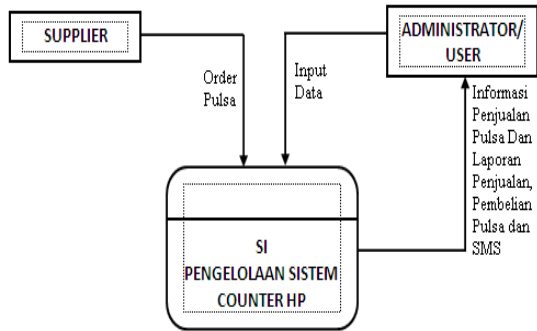 SUPPLIER
ADMINISTRATOR/
USER
Order
Pulsa
Input
Data
Informasi
Penjualan
Pulsa Dan
Laporan
Penjualan,
Pembelian
Pulsa dan
SMS
SI
PENGELOLAAN SISTEM
COUNTER HP